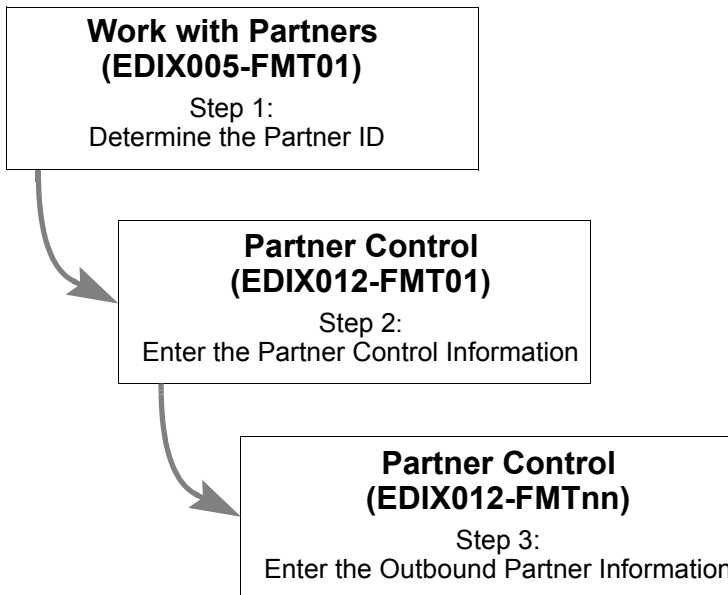 Work with Partners
(EDIX005-FMT01)
Step 1:
Determine the Partner ID
Partner Control
(EDIX012-FMT01)
Step 2:
Enter the Partner Control Information
Partner Control
(EDIX012-FMTnn)
Step 3:
Enter the Outbound Partner Information